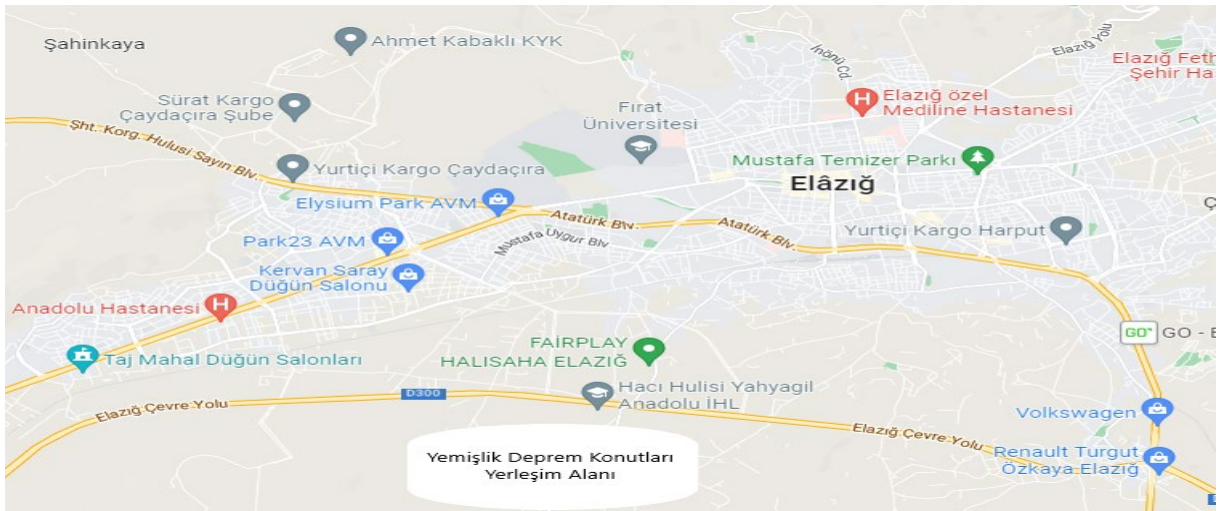 Şahinkaya
Ahmet Kabaklı KYK
İnönü Cd.
Elazığ Yolu
Elazığ Feth
Şehir Ha
Sürat Kargo
Çaydaçıra Şube
Fırat
Üniversitesi
Elazığ özel
Mediline Hastanesi
Şht. Korg. Hulusi Sayın Blv.
Yurtiçi Kargo Çaydaçıra
Mustafa Temizer Parkı
Elâzığ
Elysium Park AVM
Atatürk Blv.
Atatürk Blv.
Ç
Park23 AVM
Mustafa Uygur Blv
Yurtiçi Kargo Harput
Kervan Saray
Düğün Salonu
Anadolu Hastanesi
H
H
GO
GO - E
Taj Mahal Düğün Salonları
FAİRPLAY
HALISAHA ELAZIĞ
D300
Hacı Hulisi Yahyagil
Anadolu İHL
Elazığ Çevre Yolu
Elazığ Çevre Yolu
Volkswagen
Renault Turgut
Özkaya Elazığ
Yemişlik Deprem Konutları
Yerleşim Alanı